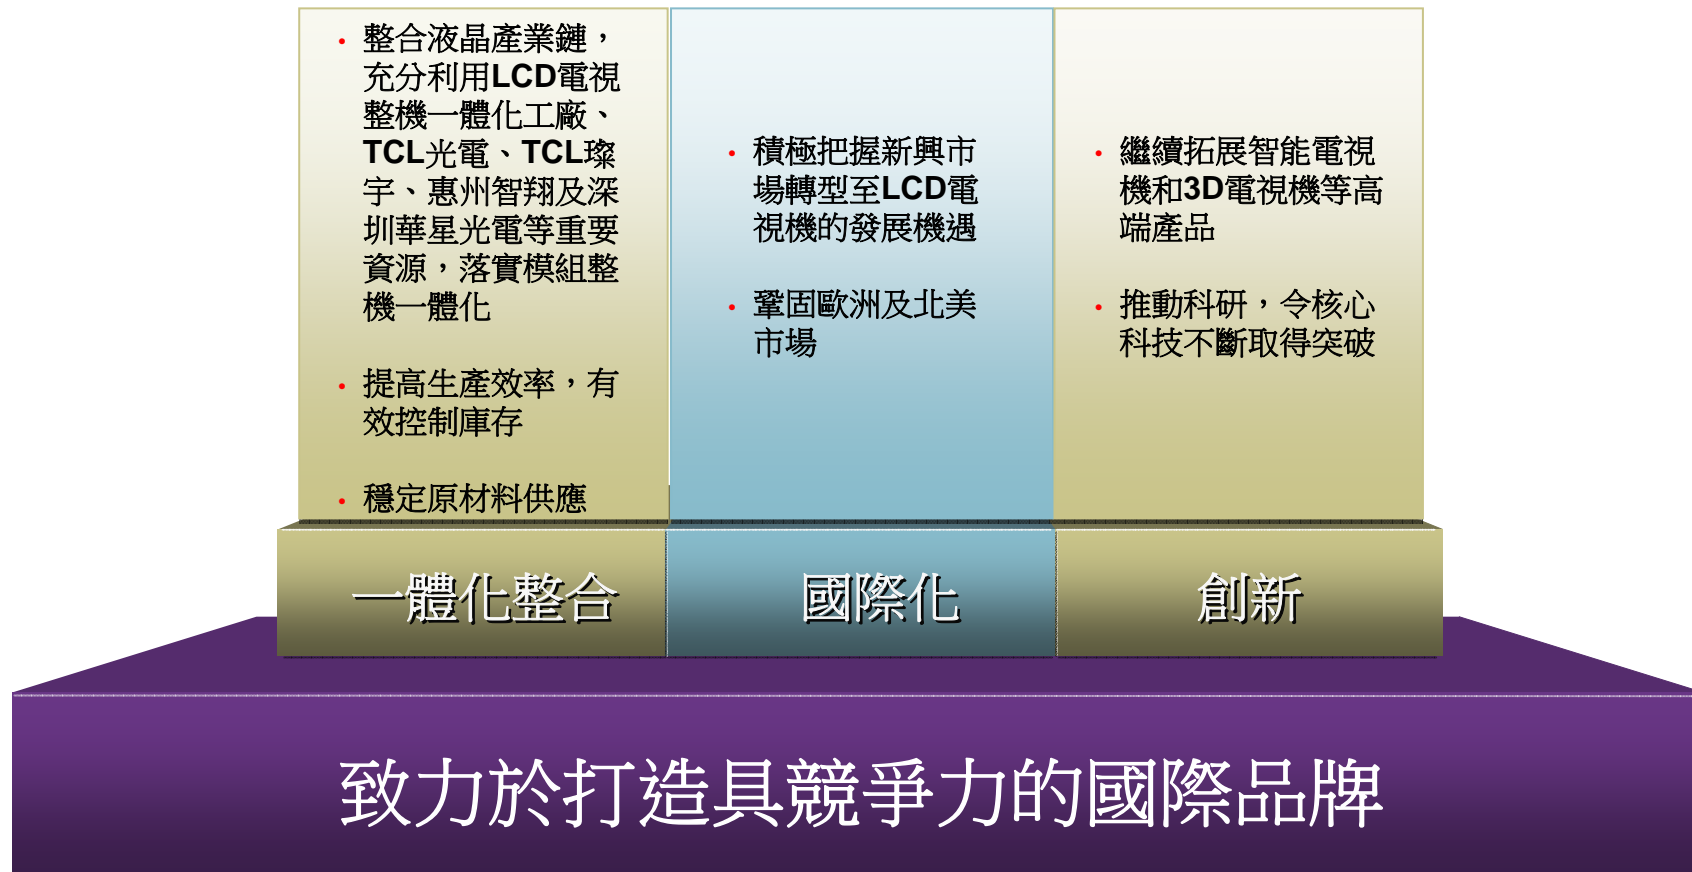 • 整合液晶產業鏈，
充分利用LCD電視
整機一體化工廠、
TCL光電、TCL璨
宇、惠州智翔及深
圳華星光電等重要
資源，落實模組整
機一體化
• 提高生產效率，有
效控制庫存
• 穩定原材料供應
一體化整合
• 積極把握新興市
場轉型至LCD電
視機的發展機遇
• 鞏固歐洲及北美
市場
國際化
• 繼續拓展智能電視
機和3D電視機等高
端產品
• 推動科研，令核心
科技不斷取得突破
創新
致力於打造具競爭力的國際品牌